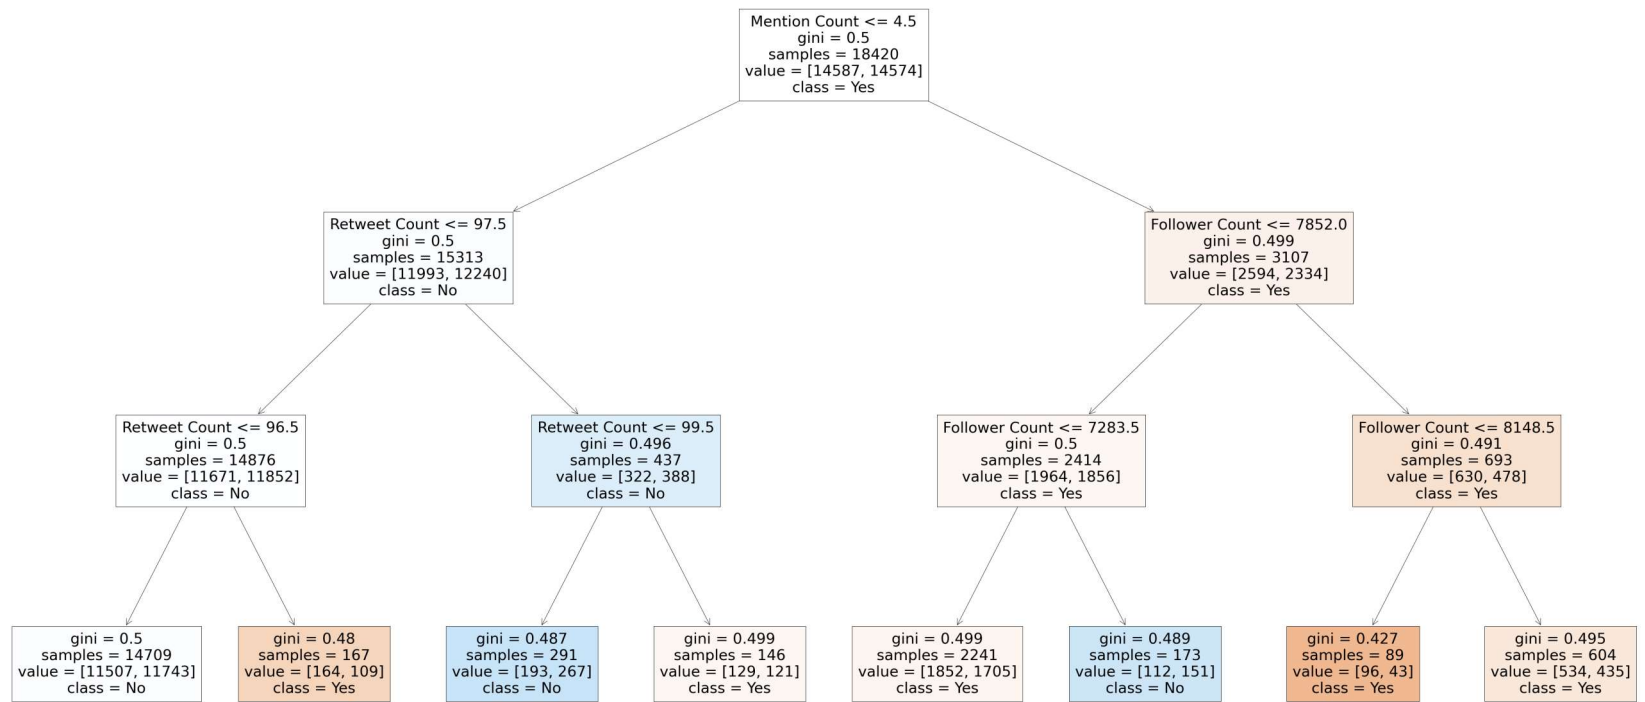 Mention Count <= 4.5
gini = 0.5
samples = 18420
value = [14587, 14574]
class = Yes
Retweet Count <= 97.5
gini = 0.5
samples = 15313
value = [11993, 12240]
class = No
Follower Count <= 7852.0
gini = 0.499
samples = 3107
value = [2594, 2334]
class = Yes
Retweet Count <= 96.5
gini = 0.5
samples = 14876
value = [11671, 11852]
class = No
Retweet Count <= 99.5
gini = 0.496
samples = 437
value = [322, 388]
class = No
Follower Count <= 7283.5
gini = 0.5
samples = 2414
value = [1964, 1856]
class = Yes
Follower Count <= 8148.5
gini = 0.491
samples = 693
value = [630, 478]
class = Yes
gini = 0.5
samples = 14709
value = [11507, 11743]
class = No
gini = 0.48
samples = 167
value = [164, 109]
class = Yes
gini = 0.487
samples = 291
value = [193, 267]
class = No
gini = 0.499
samples = 146
value = [129, 121]
class = Yes
gini = 0.499
samples = 2241
value = [1852, 1705]
class = Yes
gini = 0.489
samples = 173
value = [112, 151]
class = No
gini = 0.427
samples = 89
value = [96, 43]
class = Yes
gini = 0.495
samples = 604
value = [534, 435]
class = Yes